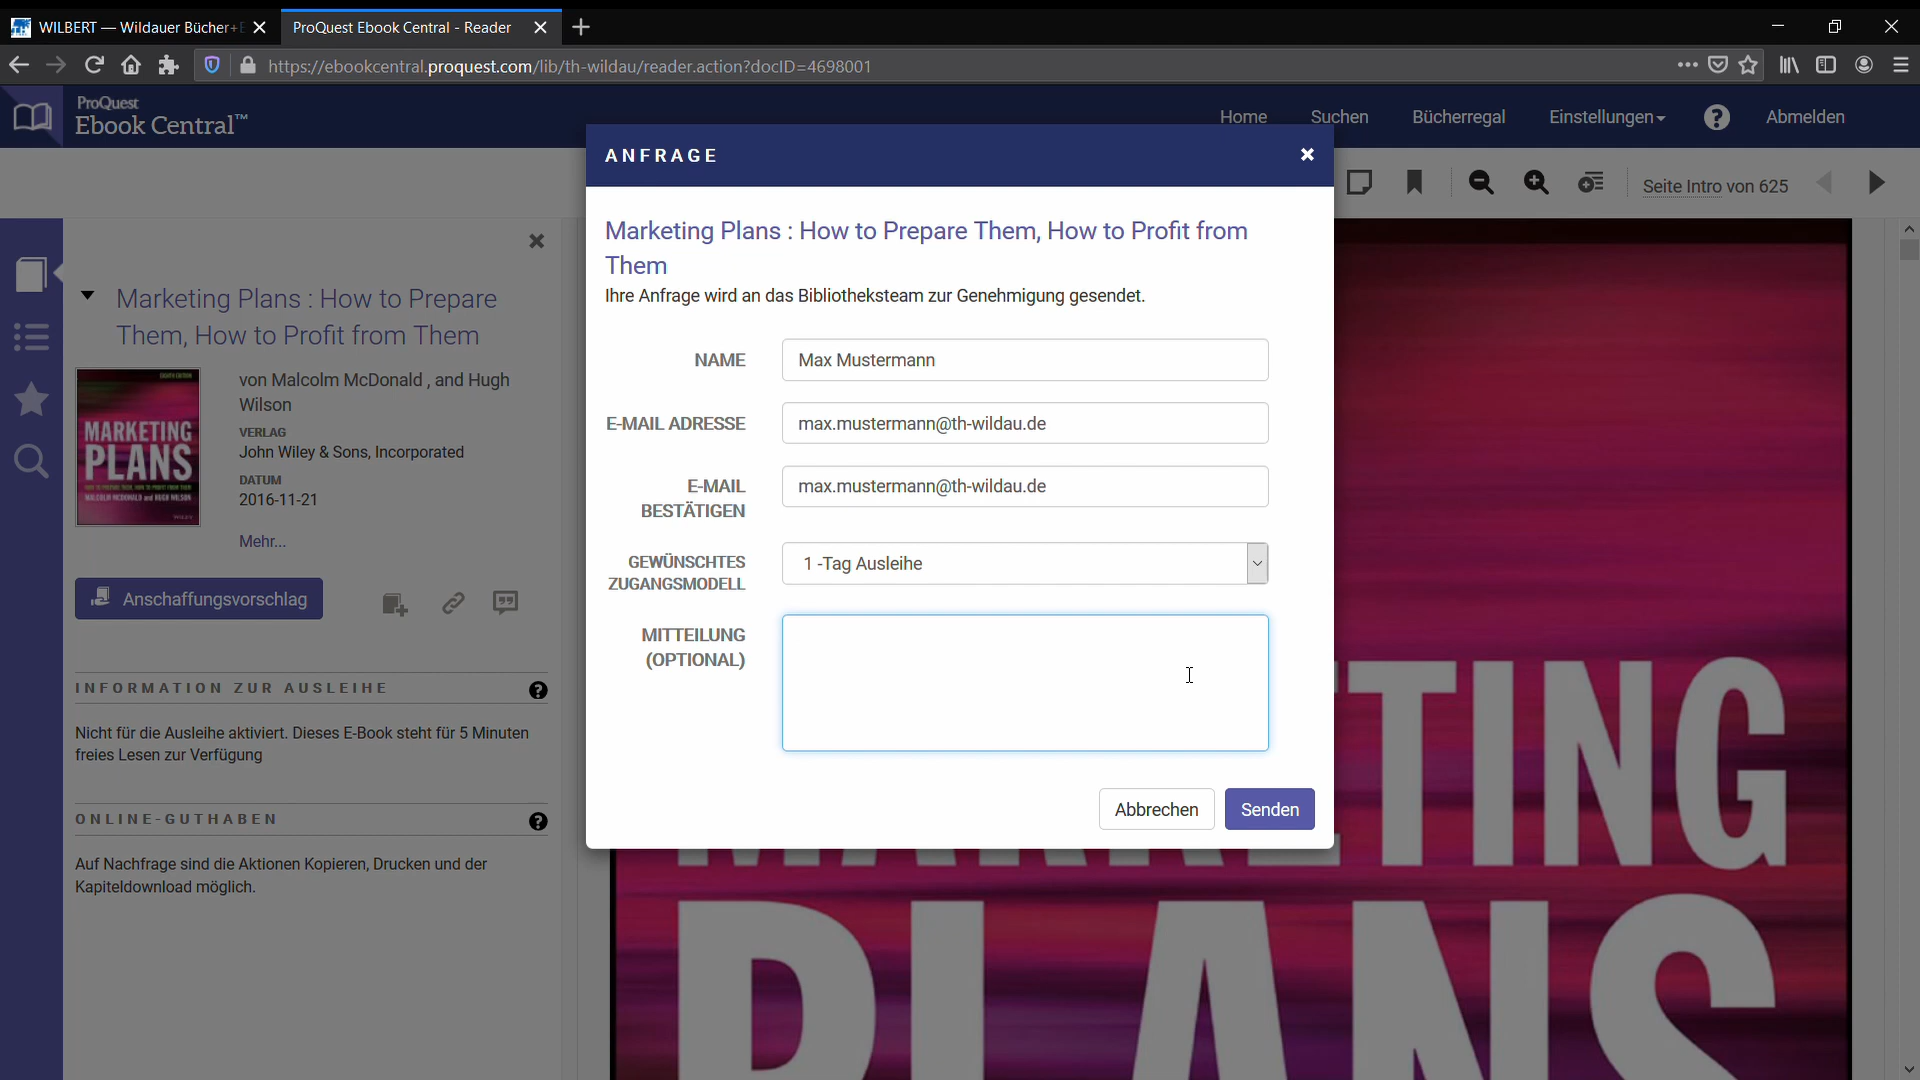 WILBERT — Wildauer Bücher+
ProQuest Ebook Central - Reader
https://ebookcentral.proquest.com/lib/th-wildau/reader.action?docID=4698001
ProQuest
Ebook Central™
Home
Suchen
Bücherregal
Einstellungen
Abmelden
Seite Intro von 625
ANFRAGE
Marketing Plans : How to Prepare Them, How to Profit from
Them
Ihre Anfrage wird an das Bibliotheksteam zur Genehmigung gesendet.
NAME
Max Mustermann
E-MAIL ADRESSE
max.mustermann@th-wildau.de
E-MAIL
BESTÄTIGEN
max.mustermann@th-wildau.de
GEWÜNSCHTES
ZUGANGSMODELL
1 -Tag Ausleihe
MITTEILUNG
(OPTIONAL)
Abbrechen
Senden
Marketing Plans : How to Prepare
Them, How to Profit from Them
MARKETING
PLANS
MALCOLM MCDONALD and HUGH WILSON
WILEY
von Malcolm McDonald , and Hugh
Wilson
VERLAG
John Wiley & Sons, Incorporated
DATUM
2016-11-21
Mehr...
Anschaffungsvorschlag
INFORMATION ZUR AUSLEIHE
Nicht für die Ausleihe aktiviert. Dieses E-Book steht für 5 Minuten
freies Lesen zur Verfügung
ONLINE-GUTHABEN
Auf Nachfrage sind die Aktionen Kopieren, Drucken und der
Kapiteldownload möglich.
MARKETING
PLANS